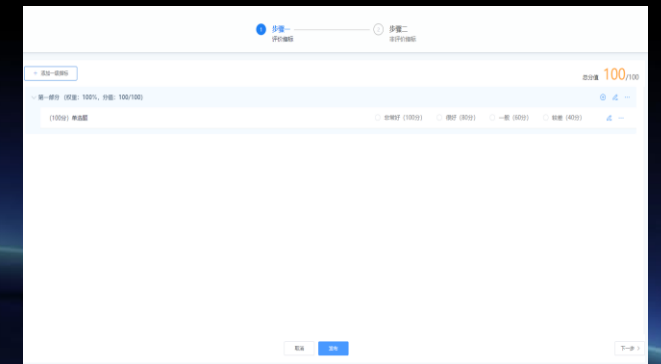 1 步骤一
评价指标
2 步骤二
非评价指标
+ 添加一级指标
总分值 100/100
第一部分 (权重: 100%, 分值: 100/100)
(100分) 单选题
非常好 (100分) 很好 (80分) 一般 (60分) 较差 (40分)
取消
发布
下一步 >